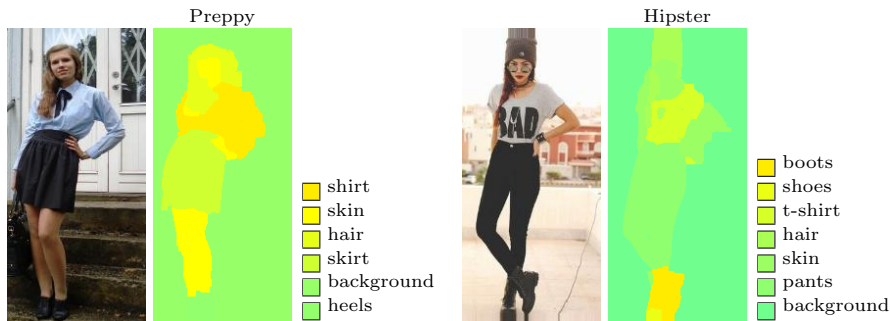 Preppy
shirt
skin
hair
skirt
background
heels
Hipster
BAD
boots
shoes
t-shirt
hair
skin
pants
background